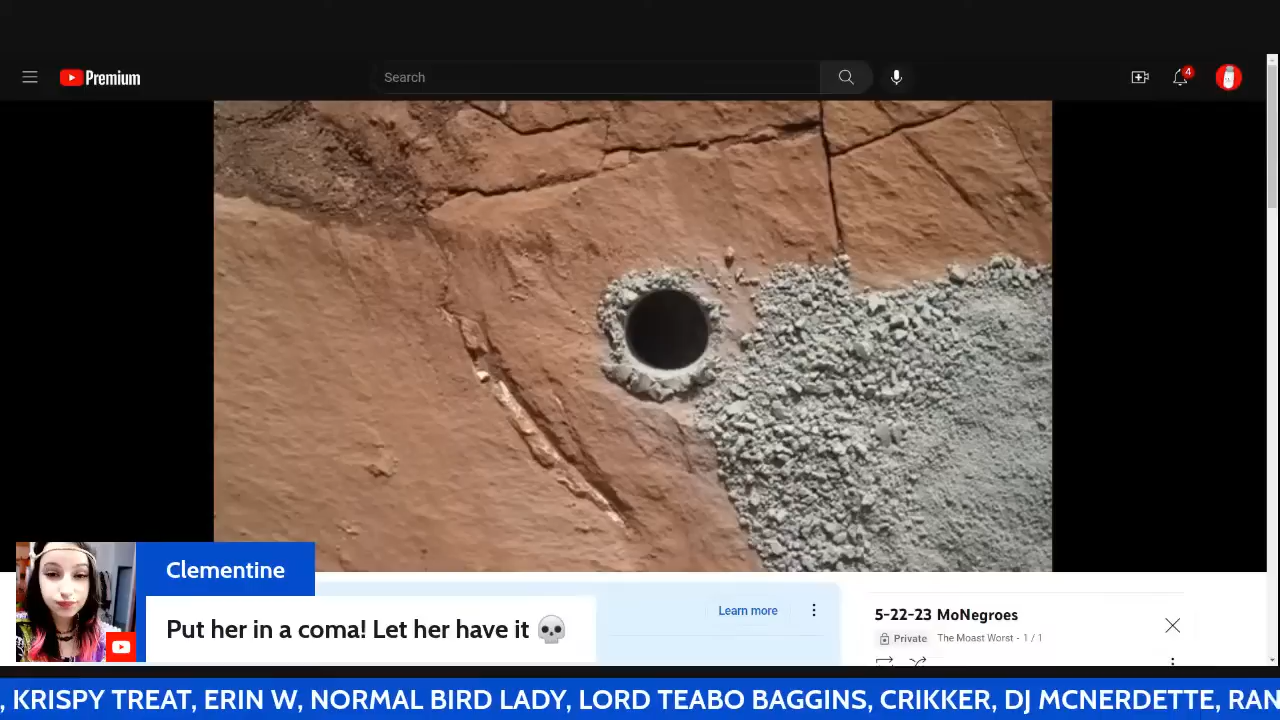 Premium
Search
4
Clementine
Put her in a coma! Let her have it 💀
Learn more
5-22-23 MoNegroes
Private The Moast Worst - 1 / 1
, KRISPY TREAT, ERIN W, NORMAL BIRD LADY, LORD TEABO BAGGINS, CRIKKER, DJ MCNERDETTE, RAN